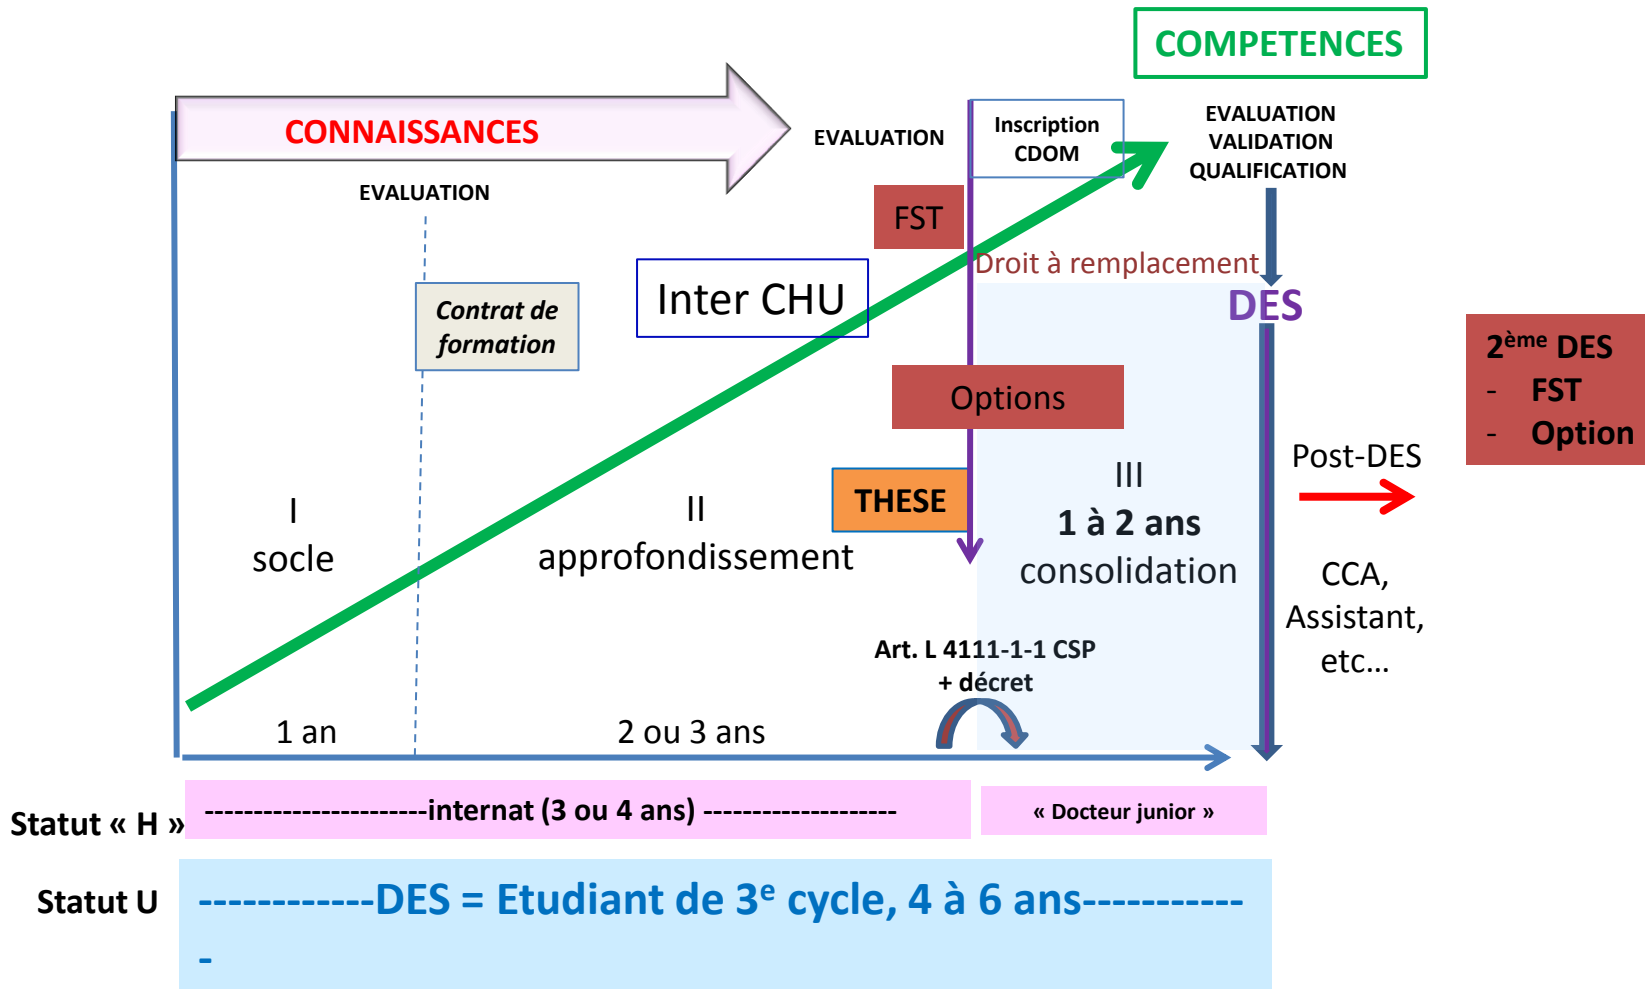 COMPETENCES
CONNAISSANCES
EVALUATION
EVALUATION
Inscription
CDOM
EVALUATION
VALIDATION
QUALIFICATION
FST
Inter CHU
Droit à remplacement
Contrat de
formation
DES
2ème DES
- FST
- Option
Options
Post-DES
THESE
I
socle
II
approfondissement
III
1 à 2 ans
consolidation
CCA,
Assistant,
etc...
Art. L 4111-1-1 CSP
+ décret
1 an
2 ou 3 ans
Statut « H »
-----------------------internat (3 ou 4 ans) --------------------
« Docteur junior »
Statut U
------------DES = Etudiant de 3e cycle, 4 à 6 ans-----------
-